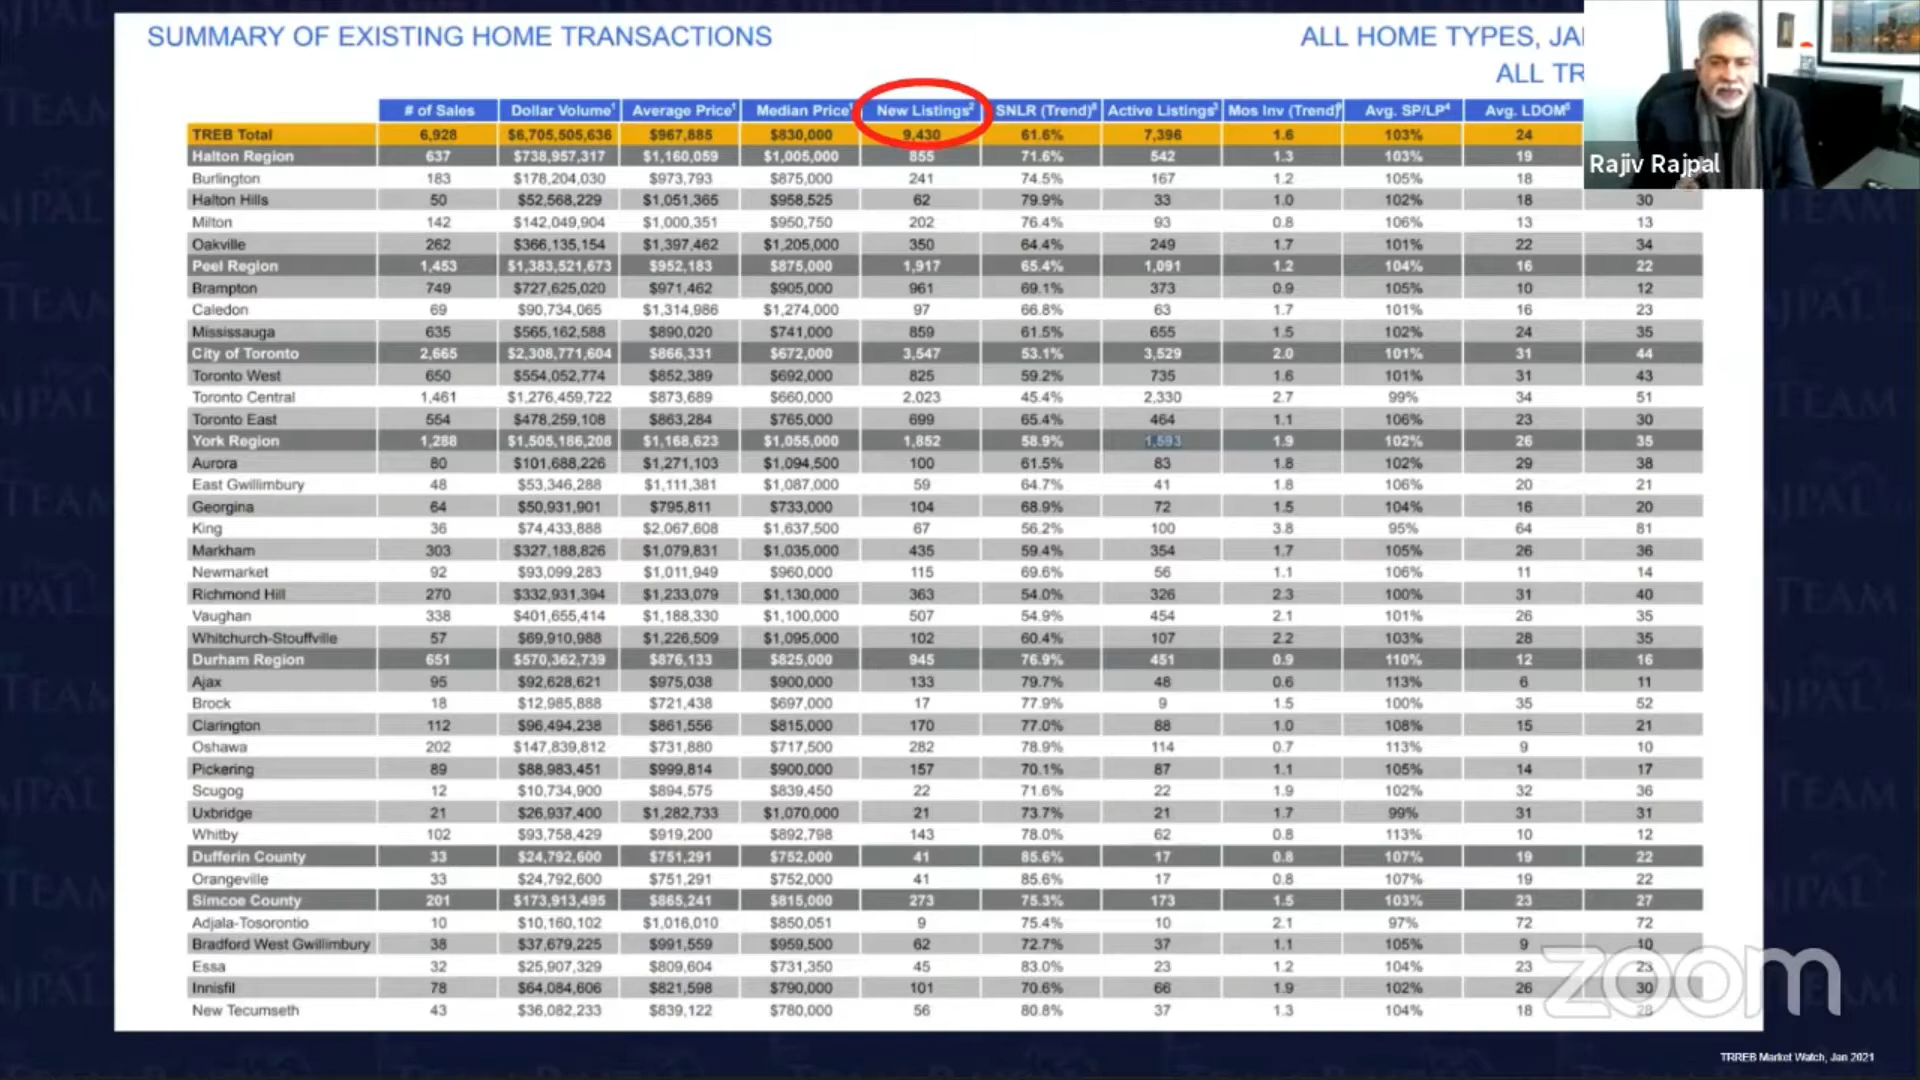 SUMMARY OF EXISTING HOME TRANSACTIONS
ALL HOME TYPES, JA
ALL TR
# of Sales Dollar Volume¹ Average Price¹ Median Price¹ New Listings² SNLR (Trend)⁸ Active Listings³ Mos Inv (Trend)⁹ Avg. SP/LP⁴ Avg. LDOM⁵
TREB Total 6,928 $6,705,505,636 $967,885 $830,000 9,430 61.6% 7,396 1.6 103% 24
Halton Region 637 $738,957,317 $1,160,059 $1,005,000 855 71.6% 542 1.3 103% 19
Burlington 183 $178,204,030 $973,793 $875,000 241 74.5% 167 1.2 105% 18
Halton Hills 50 $52,568,229 $1,051,365 $958,525 62 79.9% 33 1.0 102% 18 30
Milton 142 $142,049,904 $1,000,351 $950,750 202 76.4% 93 0.8 106% 13 13
Oakville 262 $366,135,154 $1,397,462 $1,205,000 350 64.4% 249 1.7 101% 22 34
Peel Region 1,453 $1,383,521,673 $952,183 $875,000 1,917 65.4% 1,091 1.2 104% 16 22
Brampton 749 $727,625,020 $971,462 $905,000 961 69.1% 373 0.9 105% 10 12
Caledon 69 $90,734,065 $1,314,986 $1,274,000 97 66.8% 63 1.7 101% 16 23
Mississauga 635 $565,162,588 $890,020 $741,000 859 61.5% 655 1.5 102% 24 35
City of Toronto 2,665 $2,308,771,604 $866,331 $672,000 3,547 53.1% 3,529 2.0 101% 31 44
Toronto West 650 $554,052,774 $852,389 $692,000 825 59.2% 735 1.6 101% 31 43
Toronto Central 1,461 $1,276,459,722 $873,689 $660,000 2,023 45.4% 2,330 2.7 99% 34 51
Toronto East 554 $478,259,108 $863,284 $765,000 699 65.4% 464 1.1 106% 23 30
York Region 1,288 $1,505,186,208 $1,168,623 $1,055,000 1,852 58.9% 1,593 1.9 102% 26 35
Aurora 80 $101,688,226 $1,271,103 $1,094,500 100 61.5% 83 1.8 102% 29 38
East Gwillimbury 48 $53,346,288 $1,111,381 $1,087,000 59 64.7% 41 1.8 106% 20 21
Georgina 64 $50,931,901 $795,811 $733,000 104 68.9% 72 1.5 104% 16 20
King 36 $74,433,888 $2,067,608 $1,637,500 67 56.2% 100 3.8 95% 64 81
Markham 303 $327,188,826 $1,079,831 $1,035,000 435 59.4% 354 1.7 105% 26 36
Newmarket 92 $93,099,283 $1,011,949 $960,000 115 69.6% 56 1.1 106% 11 14
Richmond Hill 270 $332,931,394 $1,233,079 $1,130,000 363 54.0% 326 2.3 100% 31 40
Vaughan 338 $401,655,414 $1,188,330 $1,100,000 507 54.9% 454 2.1 101% 26 35
Whitchurch-Stouffville 57 $69,910,988 $1,226,509 $1,095,000 102 60.4% 107 2.2 103% 28 35
Durham Region 651 $570,362,739 $876,133 $825,000 945 76.9% 451 0.9 110% 12 16
Ajax 95 $92,628,621 $975,038 $900,000 133 79.7% 48 0.6 113% 6 11
Brock 18 $12,985,888 $721,438 $697,000 17 77.9% 9 1.5 100% 35 52
Clarington 112 $96,494,238 $861,556 $815,000 170 77.0% 88 1.0 108% 15 21
Oshawa 202 $147,839,812 $731,880 $717,500 282 78.9% 114 0.7 113% 9 10
Pickering 89 $88,983,451 $999,814 $900,000 157 70.1% 87 1.1 105% 14 17
Scugog 12 $10,734,900 $894,575 $839,450 22 71.6% 22 1.9 102% 32 36
Uxbridge 21 $26,937,400 $1,282,733 $1,070,000 21 73.7% 21 1.7 99% 31 31
Whitby 102 $93,758,429 $919,200 $892,798 143 78.0% 62 0.8 113% 10 12
Dufferin County 33 $24,792,600 $751,291 $752,000 41 85.6% 17 0.8 107% 19 22
Orangeville 33 $24,792,600 $751,291 $752,000 41 85.6% 17 0.8 107% 19 22
Simcoe County 201 $173,913,495 $865,241 $815,000 273 75.3% 173 1.5 103% 23 27
Adjala-Tosorontio 10 $10,160,102 $1,016,010 $850,051 9 75.4% 10 2.1 97% 72 72
Bradford West Gwillimbury 38 $37,679,225 $991,559 $959,500 62 72.7% 37 1.1 105% 9 10
Essa 32 $25,907,329 $809,604 $731,350 45 83.0% 23 1.2 104% 23 23
Innisfil 78 $64,084,606 $821,598 $790,000 101 70.6% 66 1.9 102% 26 30
New Tecumseth 43 $36,082,233 $839,122 $780,000 56 80.8% 37 1.3 104% 18 28
Rajiv Rajpal
zoom
TRREB Market Watch, Jan 2021